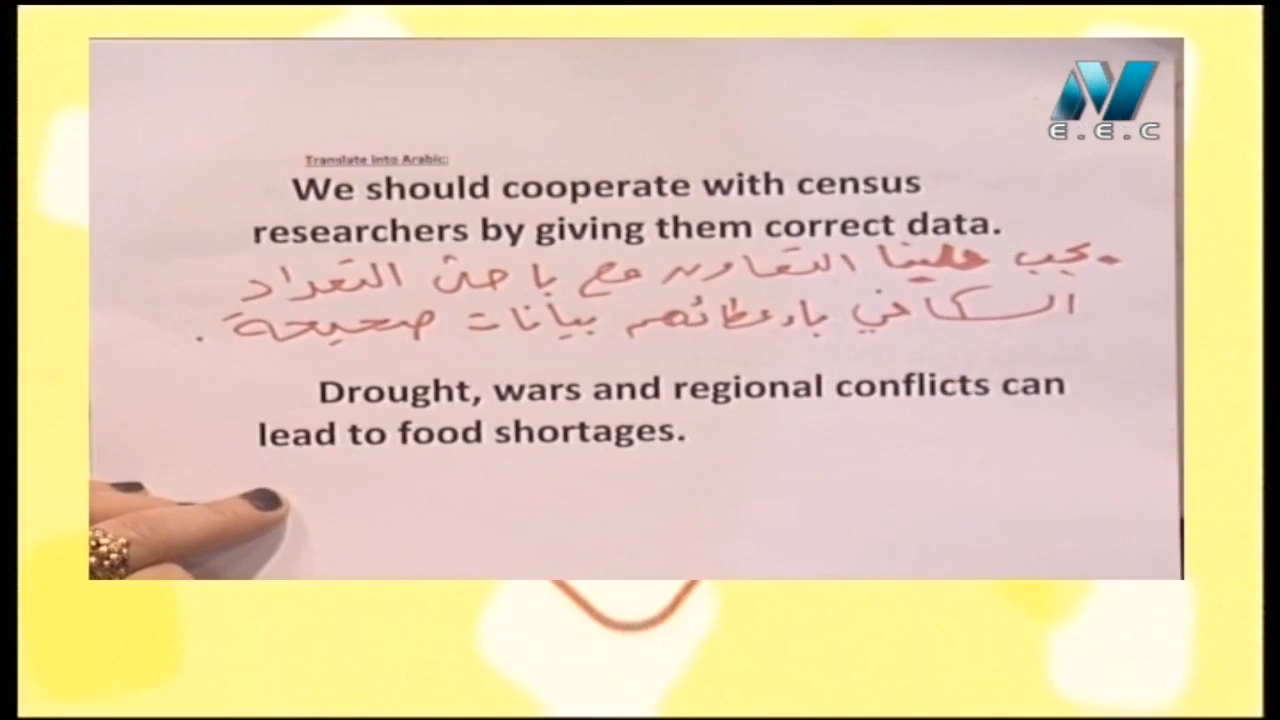 N
E.E.C
Translate into Arabic:
We should cooperate with census
researchers by giving them correct data.
يجب علينا التعاون مع باحثى التعداد
السكاني بإعطائهم بيانات صحيحة .
Drought, wars and regional conflicts can
lead to food shortages.